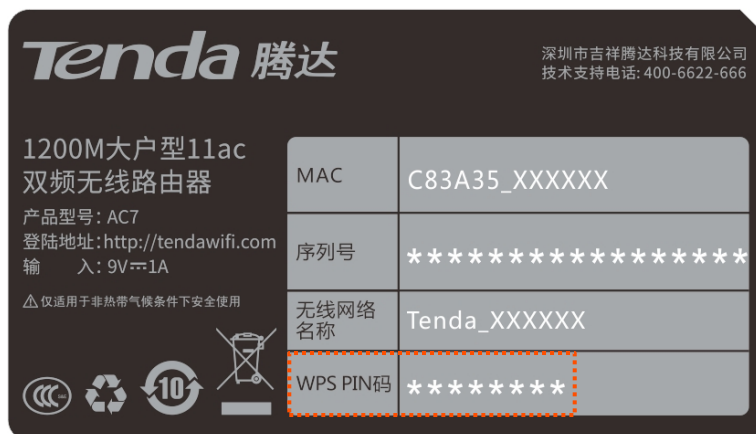 Tenda 腾达
深圳市吉祥腾达科技有限公司
技术支持电话: 400-6622-666
1200M大户型11ac
双频无线路由器
产品型号: AC7
登陆地址:http://tendawifi.com
输 入: 9V⎓1A
仅适用于非热带气候条件下安全使用
CCC
10
MAC
C83A35_XXXXXX
序列号
*****************
无线网络
名称
Tenda_XXXXXX
WPS PIN码
********